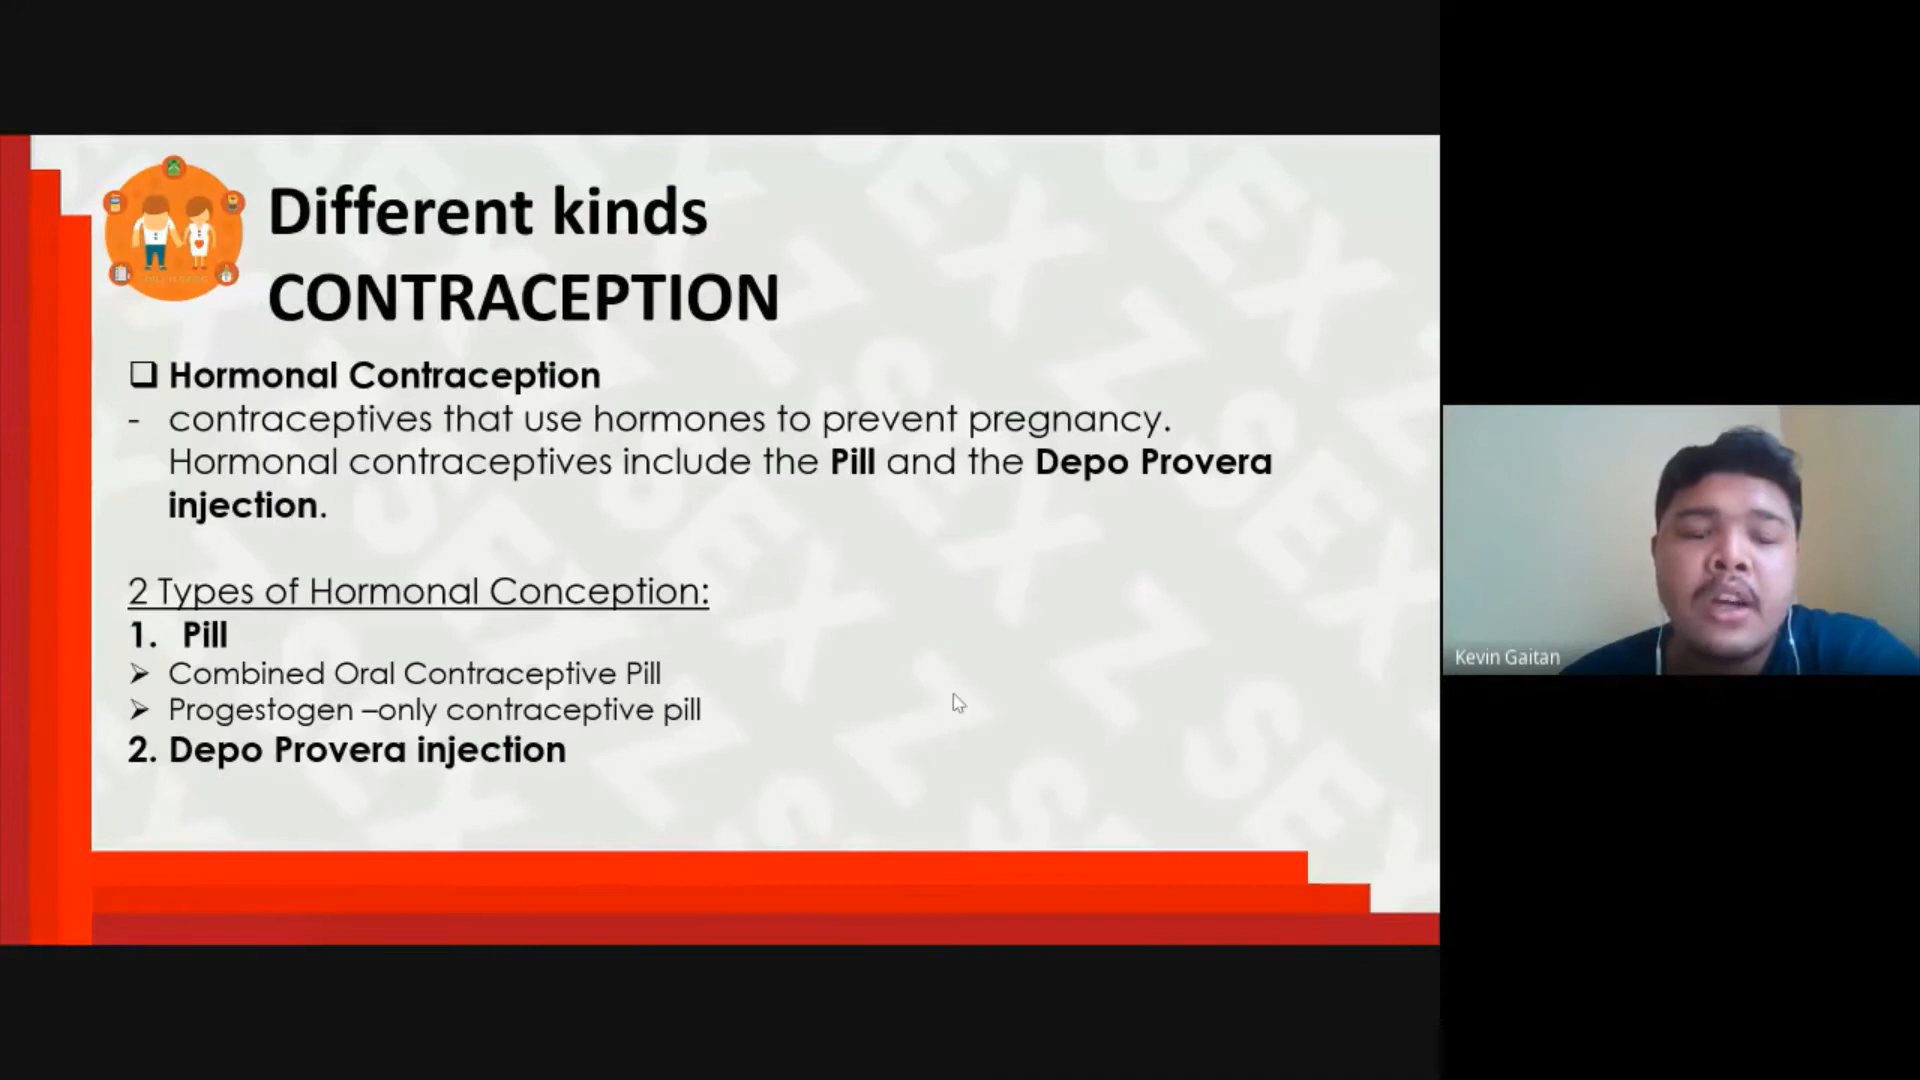 Different kinds
CONTRACEPTION
❑ Hormonal Contraception
- contraceptives that use hormones to prevent pregnancy.
Hormonal contraceptives include the Pill and the Depo Provera
injection.
2 Types of Hormonal Conception:
1. Pill
➢ Combined Oral Contraceptive Pill
➢ Progestogen –only contraceptive pill
2. Depo Provera injection
Kevin Gaitan